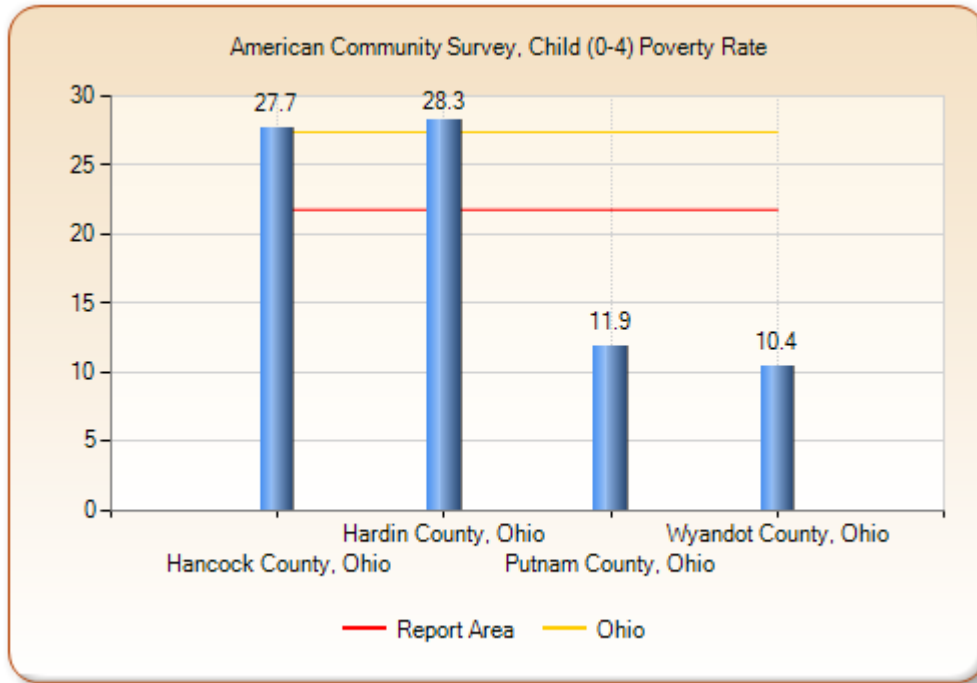 American Community Survey, Child (0-4) Poverty Rate
30
25
20
15
10
5
0
27.7
28.3
11.9
10.4
Hancock County, Ohio
Hardin County, Ohio
Putnam County, Ohio
Wyandot County, Ohio
Report Area
Ohio